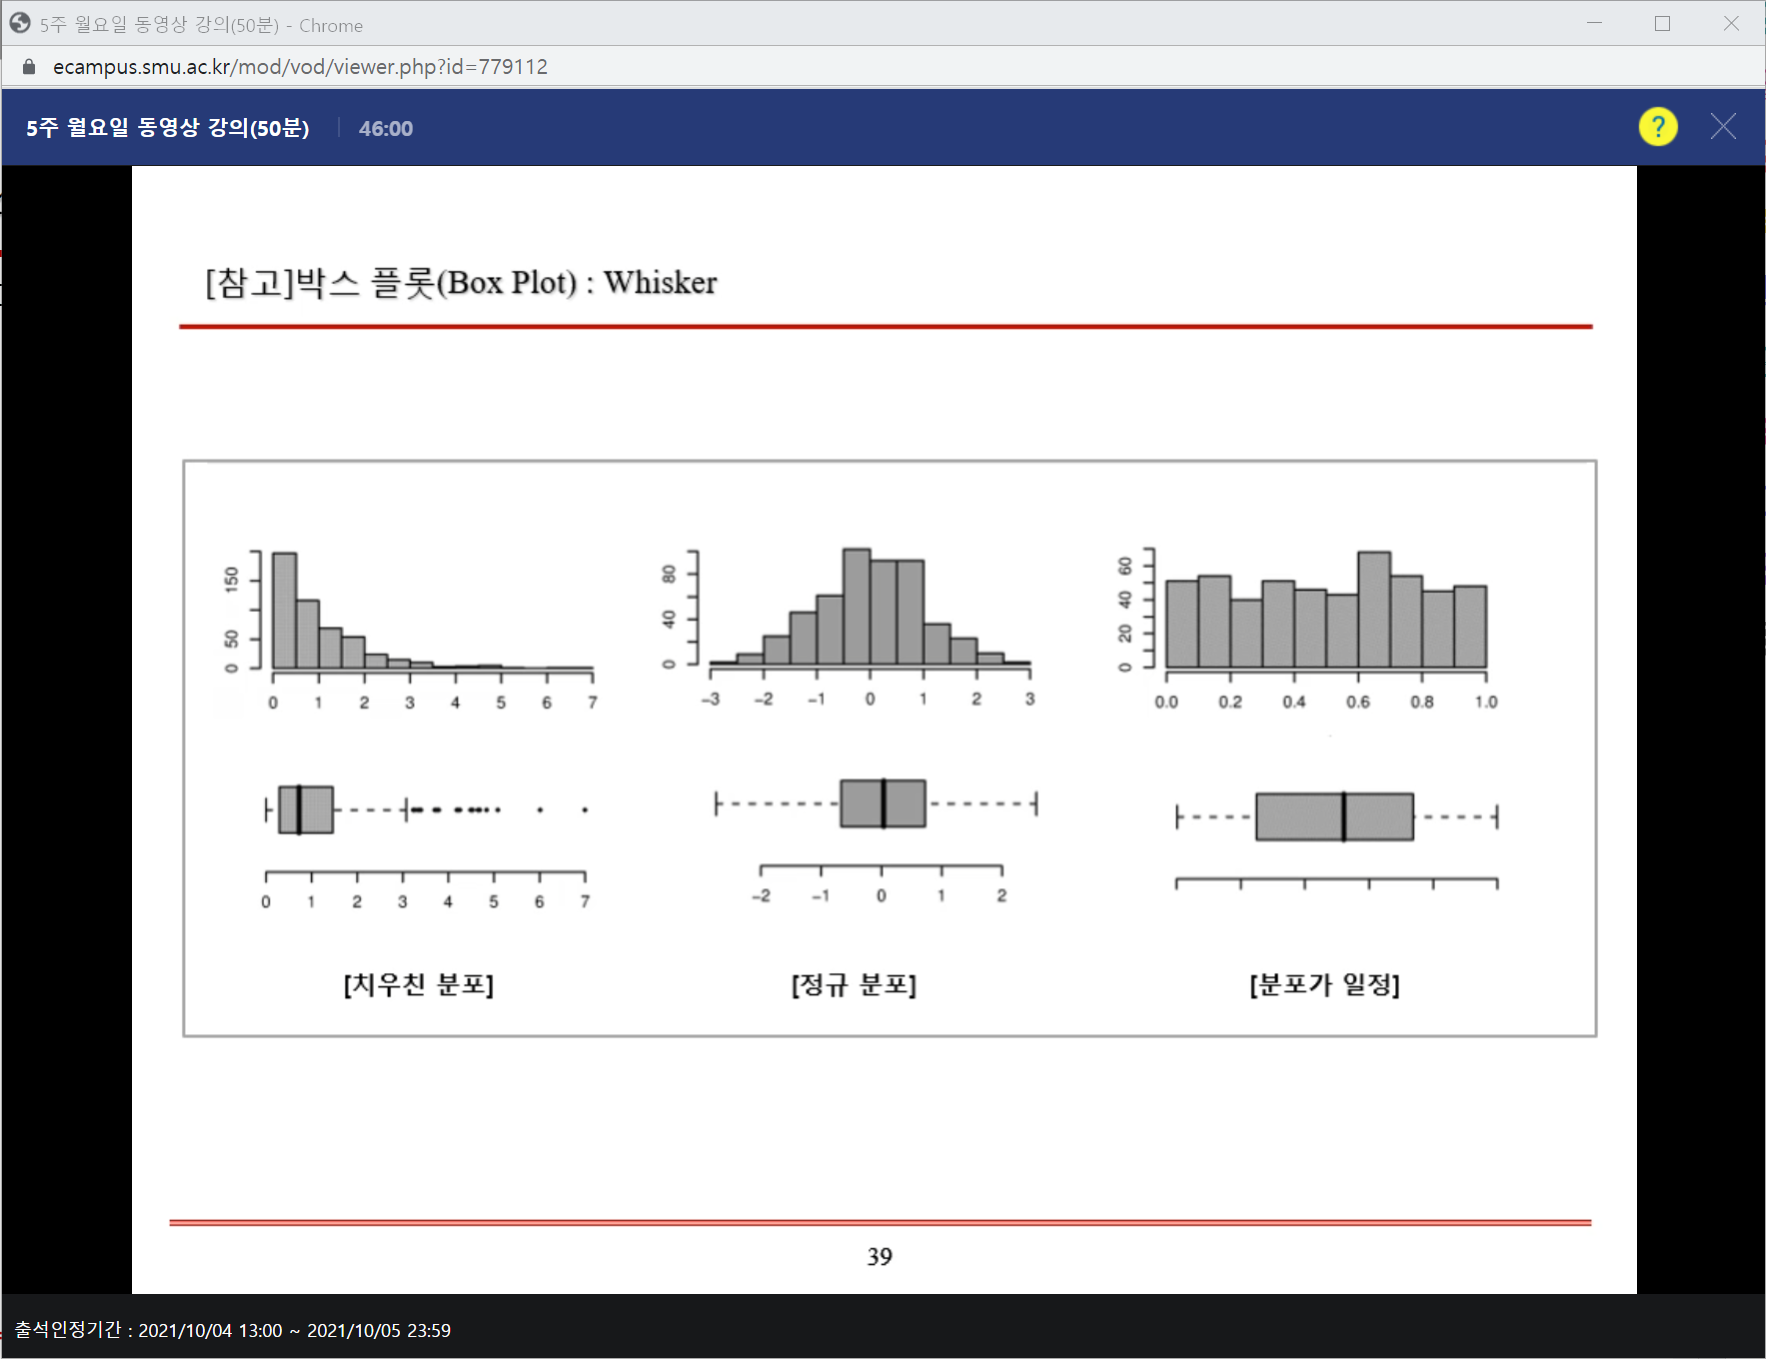 5주 월요일 동영상 강의(50분) - Chrome
ecampus.smu.ac.kr/mod/vod/viewer.php?id=779112
5주 월요일 동영상 강의(50분) 46:00 ?
[참고]박스 플롯(Box Plot) : Whisker
150
50
0
0 1 2 3 4 5 6 7
80
40
0
-3 -2 -1 0 1 2 3
60
40
20
0
0.0 0.2 0.4 0.6 0.8 1.0
0 1 2 3 4 5 6 7
-2 -1 0 1 2
[치우친 분포] [정규 분포] [분포가 일정]
39
출석인정기간 : 2021/10/04 13:00 ~ 2021/10/05 23:59